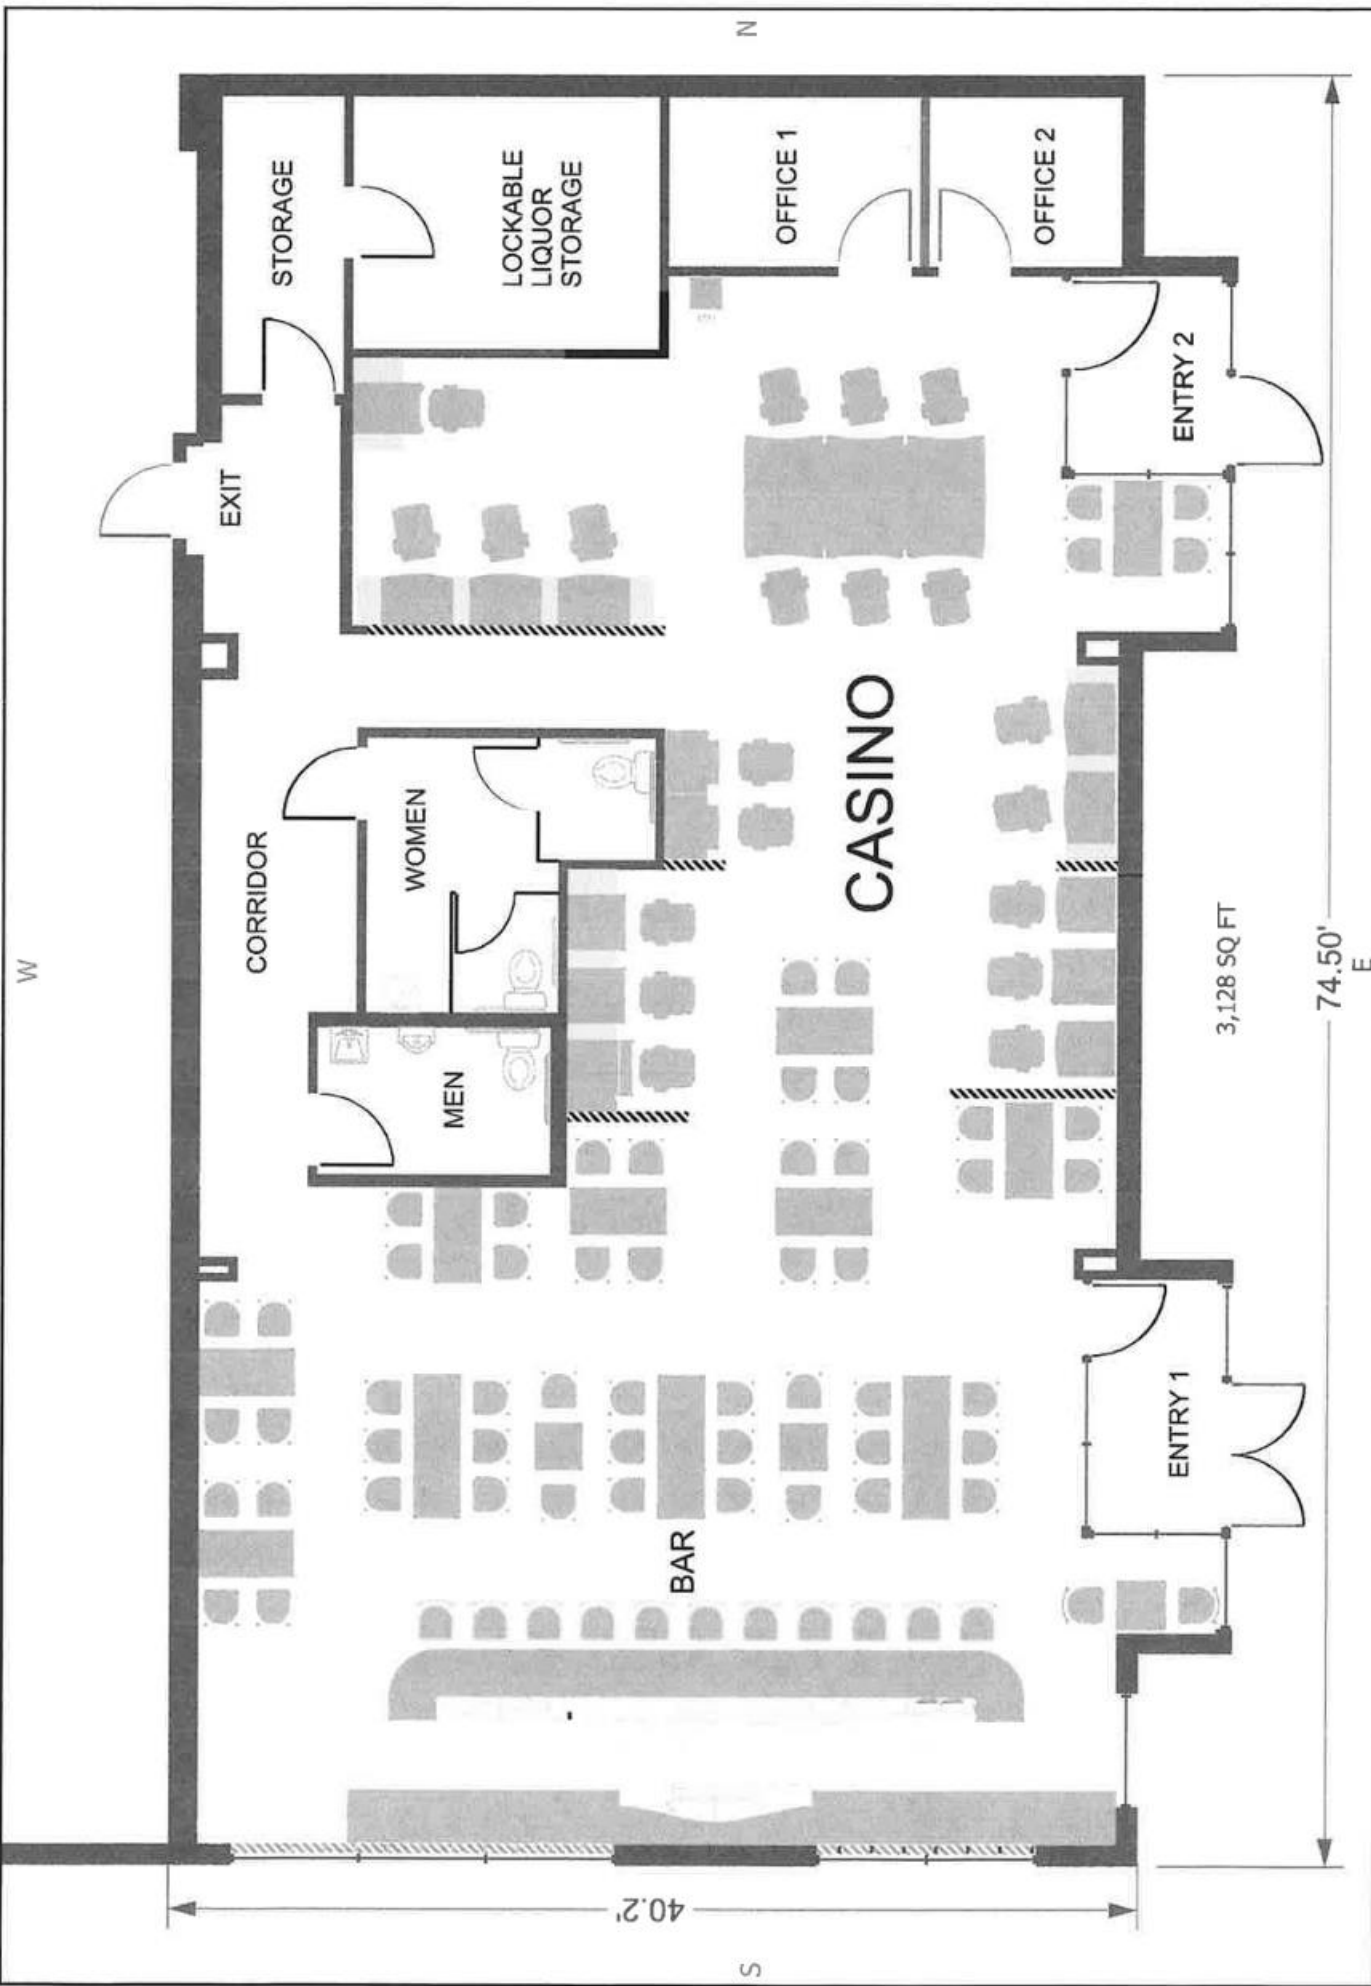 W
N
EXIT
STORAGE
LOCKABLE
LIQUOR
STORAGE
CORRIDOR
WOMEN
MEN
OFFICE 1
OFFICE 2
CASINO
BAR
ENTRY 1
ENTRY 2
3,128 SQ FT
74.50'
E
40.2'
S